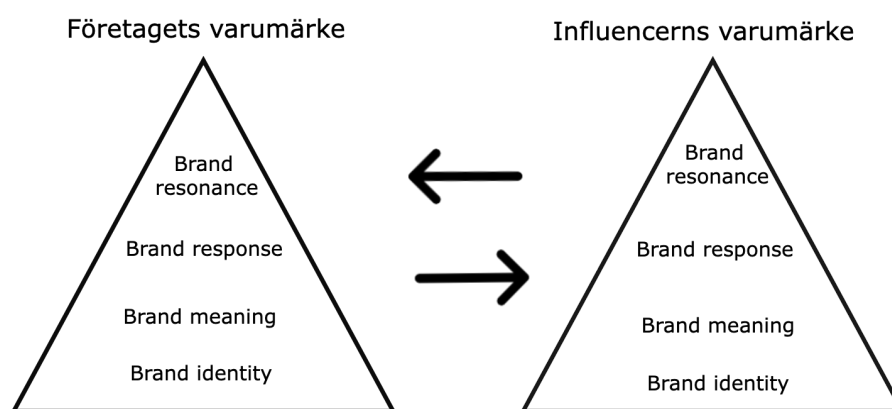 Företagets varumärke
Brand
resonance
Brand response
Brand meaning
Brand identity
Influencerns varumärke
Brand
resonance
Brand response
Brand meaning
Brand identity